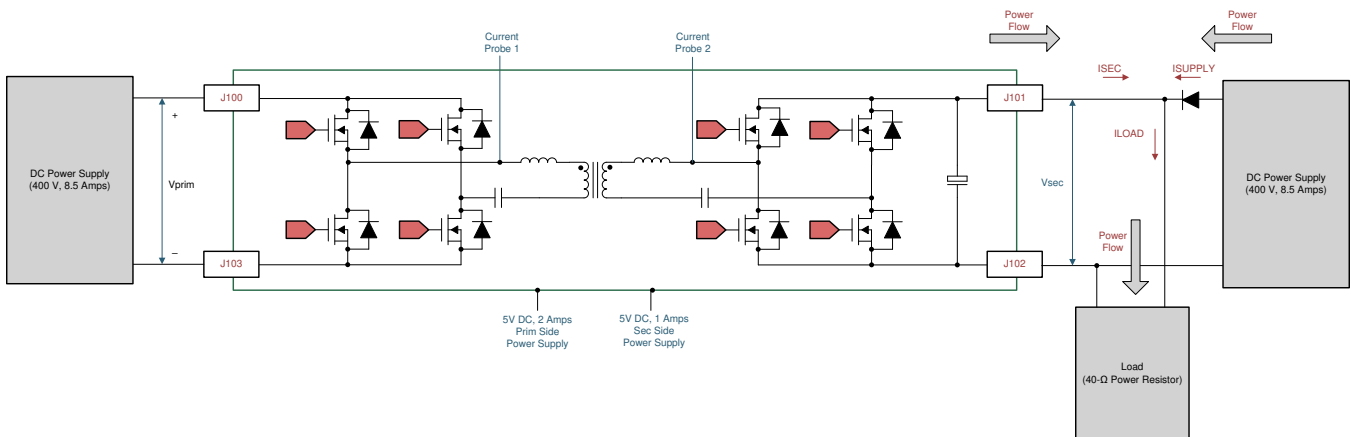 Power
Flow
Power
Flow
Current
Probe 1
Current
Probe 2
ISEC
ISUPPLY
J100
J101
+
ILOAD
DC Power Supply
(400 V, 8.5 Amps)
Vprim
Vsec
DC Power Supply
(400 V, 8.5 Amps)
Power
Flow
–
J103
J102
5V DC, 2 Amps
Prim Side
Power Supply
5V DC, 1 Amps
Sec Side
Power Supply
Load
(40-Ω Power Resistor)